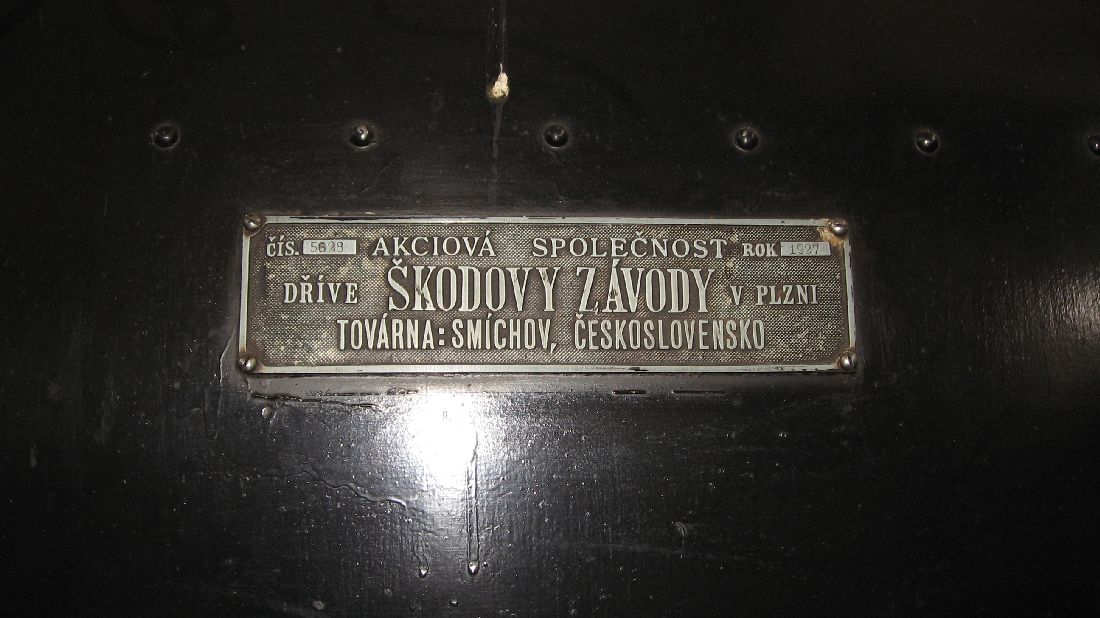 ČÍS. 5628 AKCIOVÁ SPOLEČNOST ROK 1927
DŘÍVE ŠKODOVY ZÁVODY V PLZNI
TOVÁRNA: SMÍCHOV, ČESKOSLOVENSKO